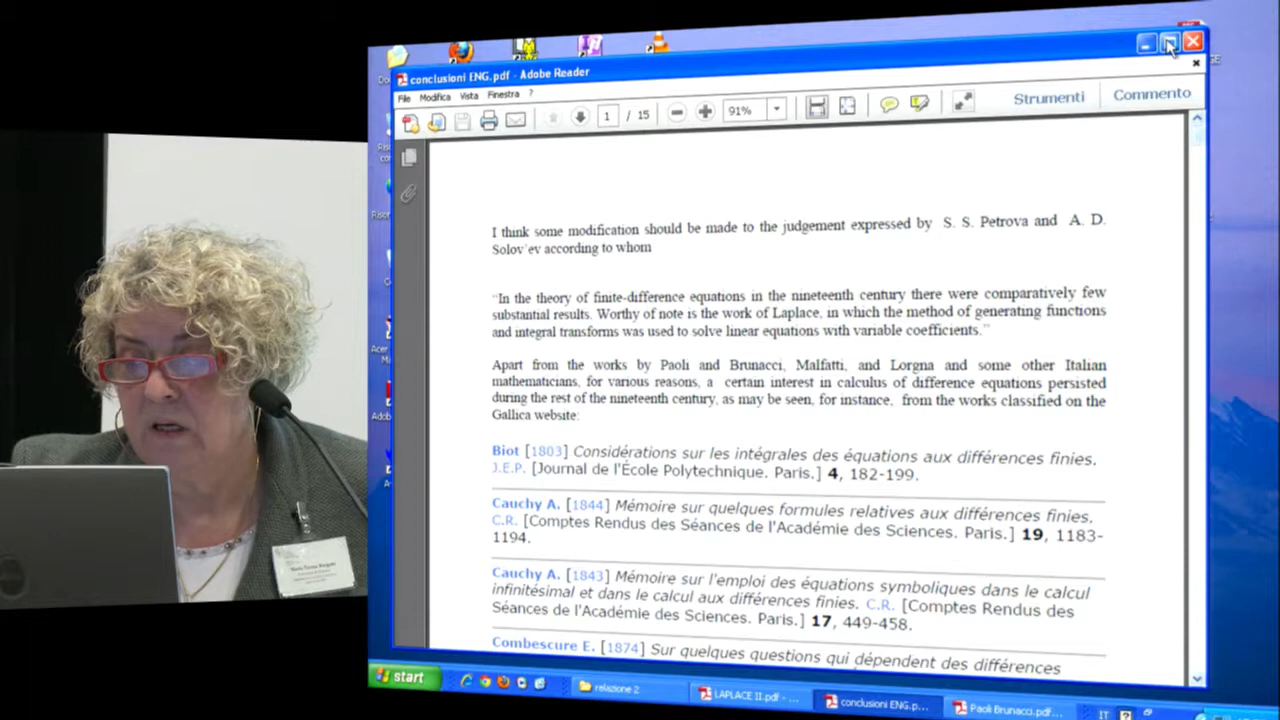 conclusioni ENG.pdf - Adobe Reader
File Modifica Vista Finestra ?
1 / 15 91% Strumenti Commento
I think some modification should be made to the judgement expressed by S. S. Petrova and A. D.
Solov'ev according to whom
"In the theory of finite-difference equations in the nineteenth century there were comparatively few
substantial results. Worthy of note is the work of Laplace, in which the method of generating functions
and integral transforms was used to solve linear equations with variable coefficients."
Apart from the works by Paoli and Brunacci, Malfatti, and Lorgna and some other Italian
mathematicians, for various reasons, a certain interest in calculus of difference equations persisted
during the rest of the nineteenth century, as may be seen, for instance, from the works classified on the
Gallica website:
Biot [1803] Considérations sur les intégrales des équations aux différences finies.
J.E.P. [Journal de l'École Polytechnique. Paris.] 4, 182-199.
Cauchy A. [1844] Mémoire sur quelques formules relatives aux différences finies.
C.R. [Comptes Rendus des Séances de l'Académie des Sciences. Paris.] 19, 1183-
1194.
Cauchy A. [1843] Mémoire sur l'emploi des équations symboliques dans le calcul
infinitésimal et dans le calcul aux différences finies. C.R. [Comptes Rendus des
Séances de l'Académie des Sciences. Paris.] 17, 449-458.
Combescure E. [1874] Sur quelques questions qui dépendent des différences
start relazione 2 LAPLACE II.pdf - ... conclusioni ENG.p... Paoli Brunacci.pdf... IT